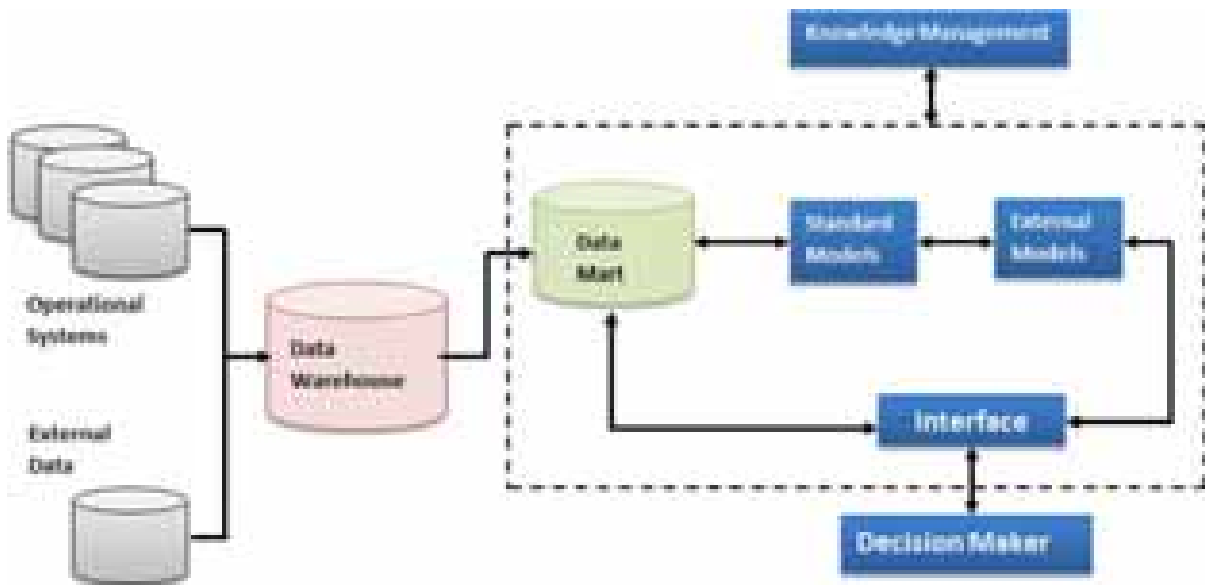 Knowledge Management
Operational
Systems
Data
Warehouse
External
Data
Data
Mart
Standard
Models
External
Models
Interface
Decision Maker